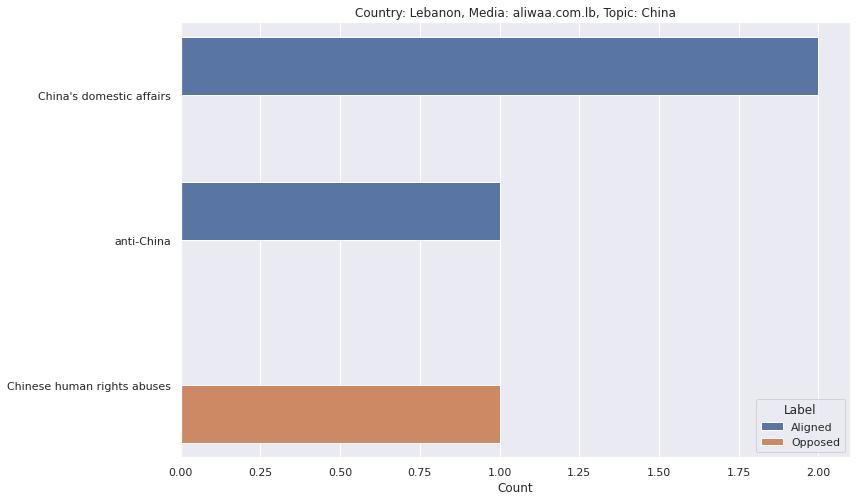 Country: Lebanon, Media: aliwaa.com.lb, Topic: China
China's domestic affairs
anti-China
Chinese human rights abuses
Label
Aligned
Opposed
0.00 0.25 0.50 0.75 1.00 1.25 1.50 1.75 2.00
Count